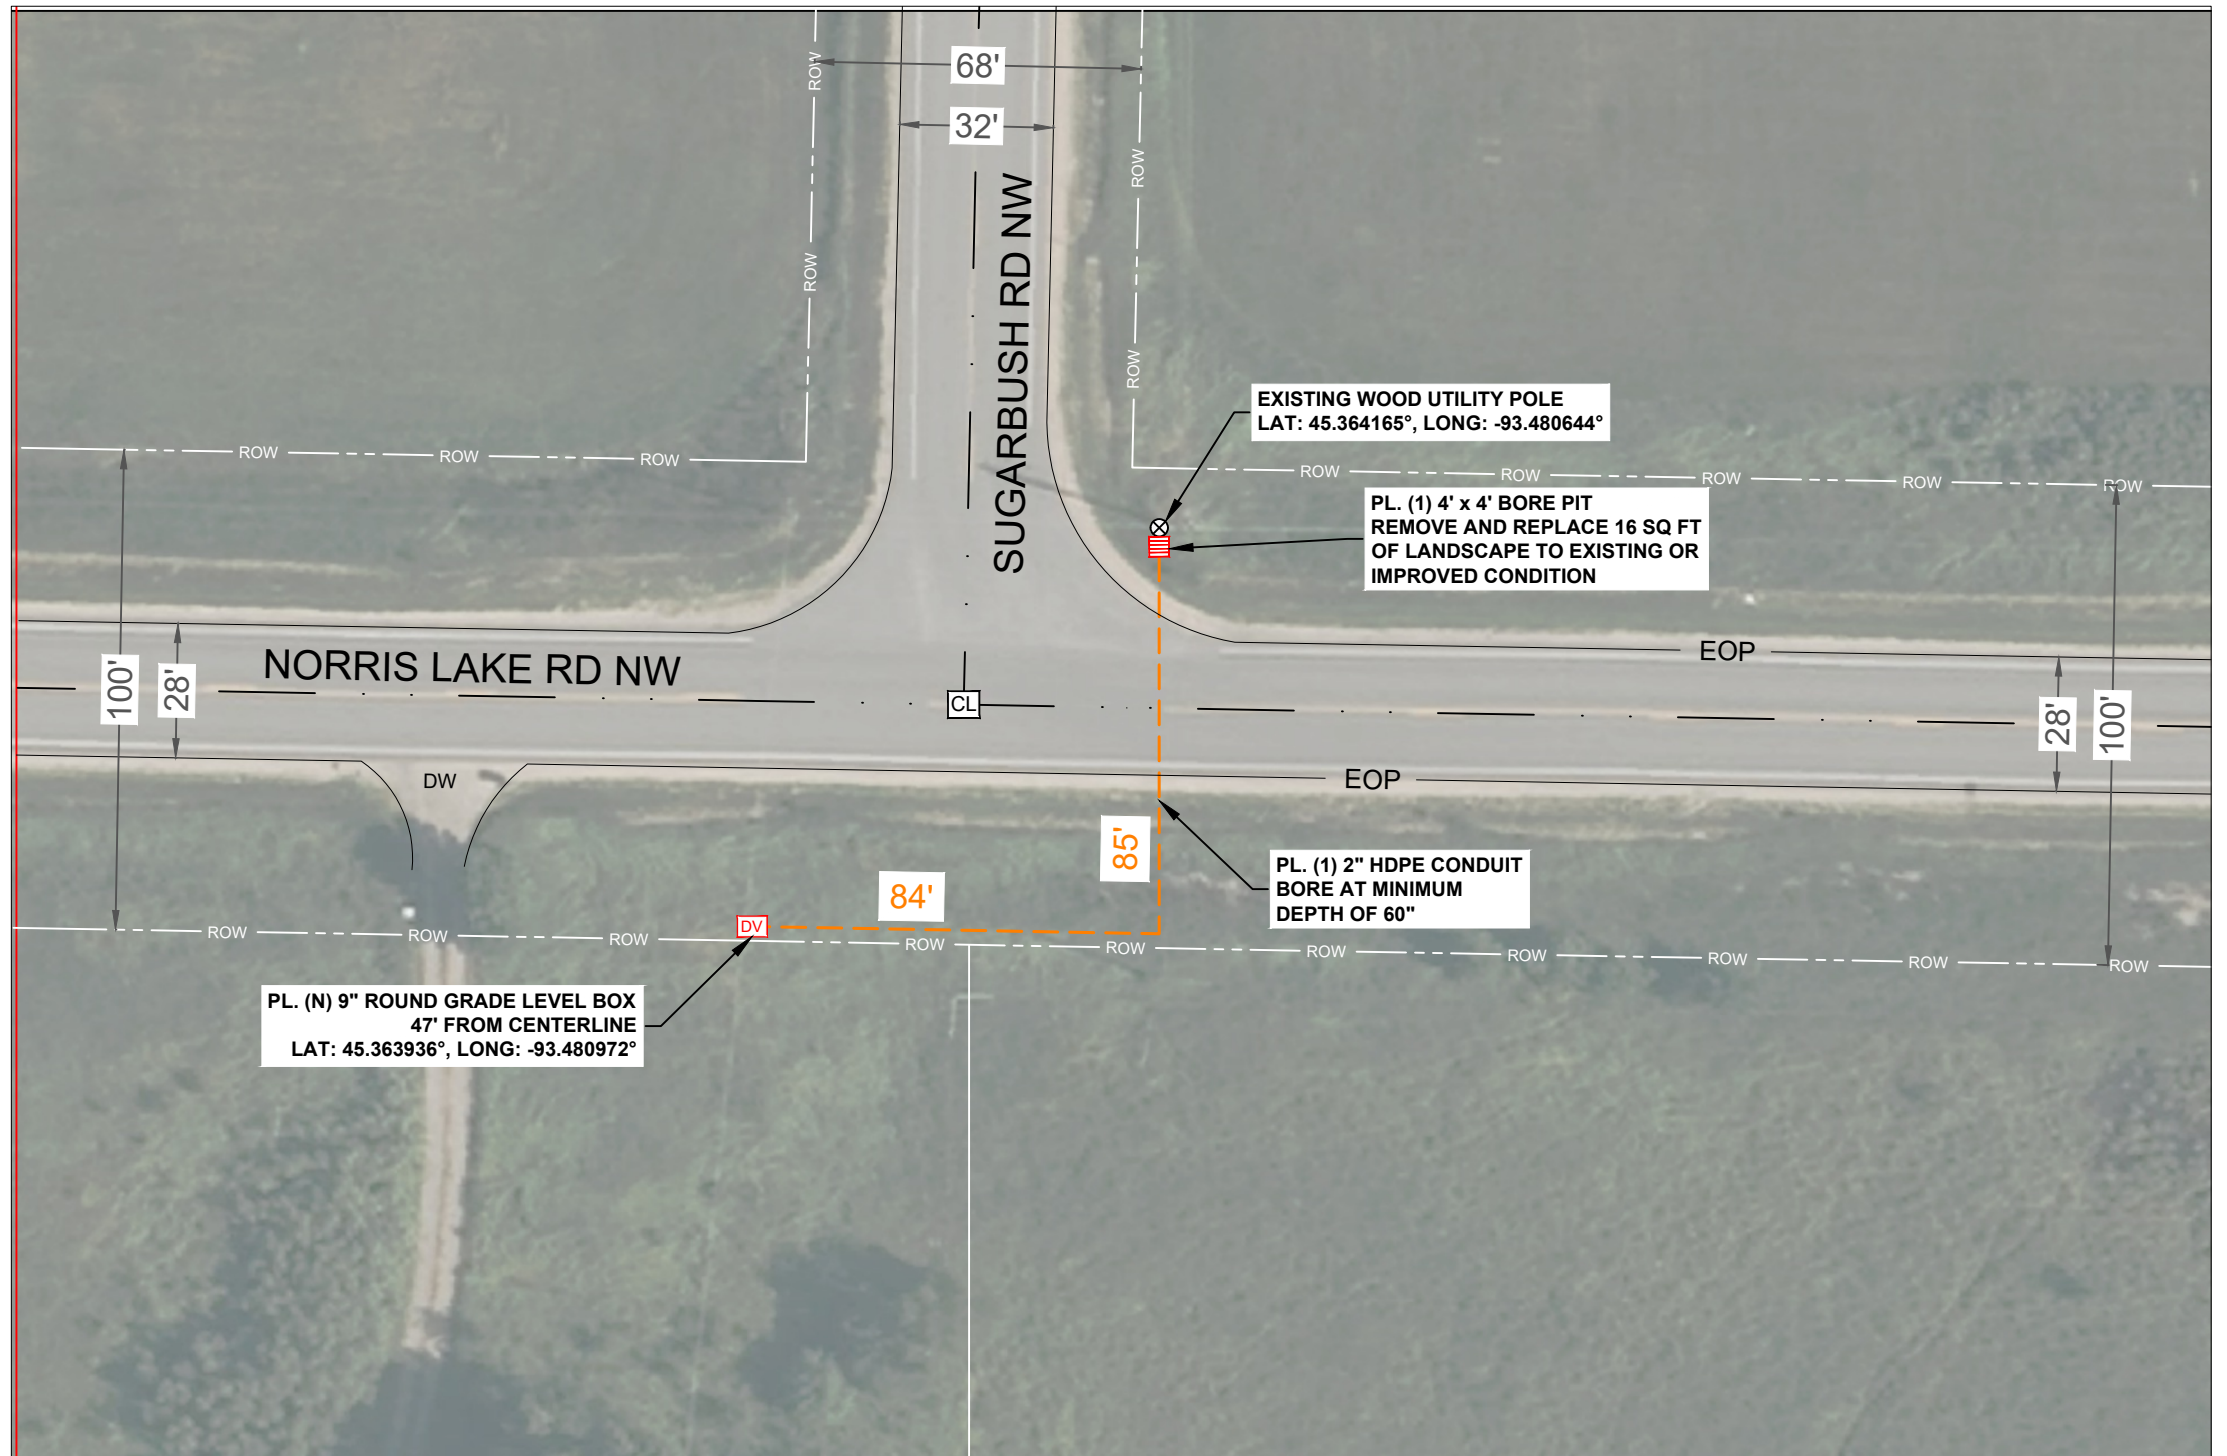 68'
32'
ROW
ROW
ROW
ROW
ROW
SUGARBUSH RD NW
EXISTING WOOD UTILITY POLE
LAT: 45.364165°, LONG: -93.480644°
ROW
ROW
ROW
ROW
ROW
ROW
ROW
ROW
PL. (1) 4' x 4' BORE PIT
REMOVE AND REPLACE 16 SQ FT
OF LANDSCAPE TO EXISTING OR
IMPROVED CONDITION
NORRIS LAKE RD NW
EOP
100'
28'
CL
28'
100'
DW
EOP
85'
84'
PL. (1) 2" HDPE CONDUIT
BORE AT MINIMUM
DEPTH OF 60"
DV
ROW
ROW
ROW
ROW
ROW
ROW
ROW
ROW
ROW
ROW
PL. (N) 9" ROUND GRADE LEVEL BOX
47' FROM CENTERLINE
LAT: 45.363936°, LONG: -93.480972°